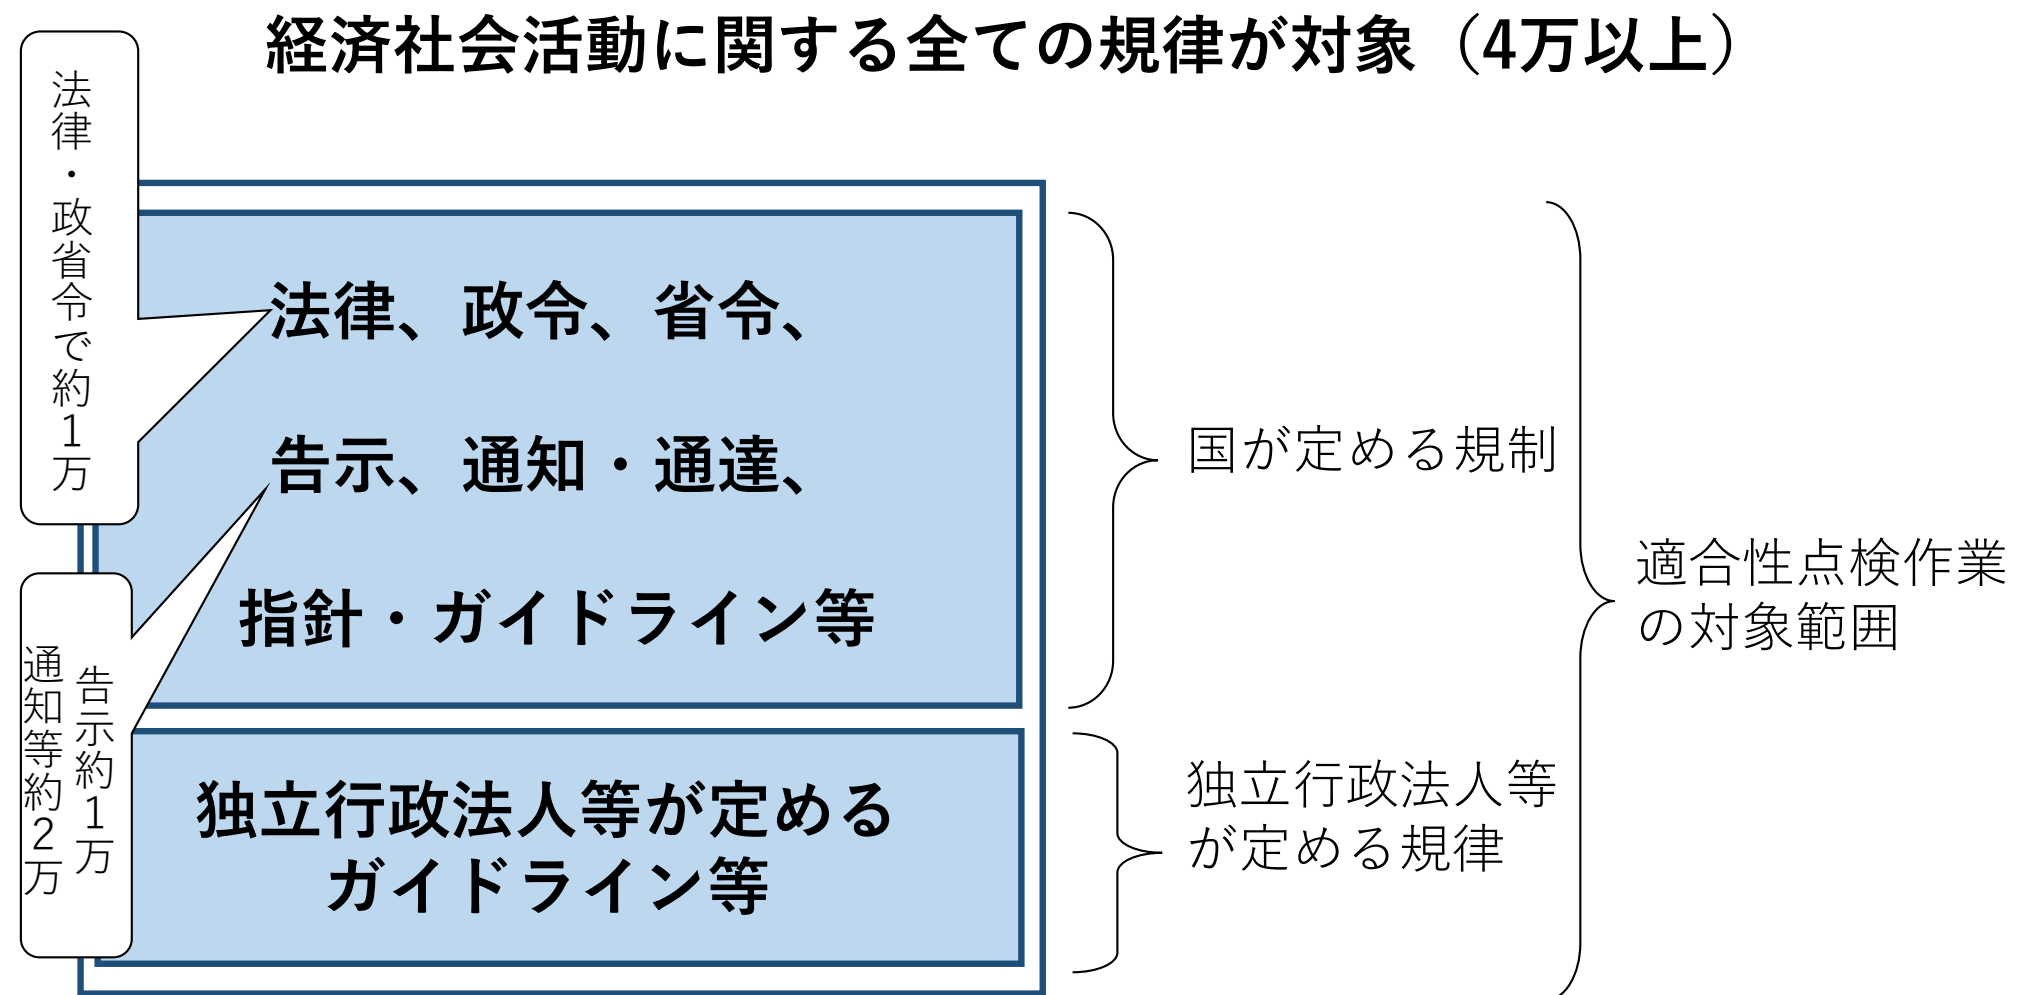 経済社会活動に関する全ての規律が対象（4万以上）
法律・政省令で約1万
法律、政令、省令、
告示、通知・通達、
指針・ガイドライン等
告示約1万
通知等約2万
独立行政法人等が定める
ガイドライン等
国が定める規制
独立行政法人等
が定める規律
適合性点検作業
の対象範囲